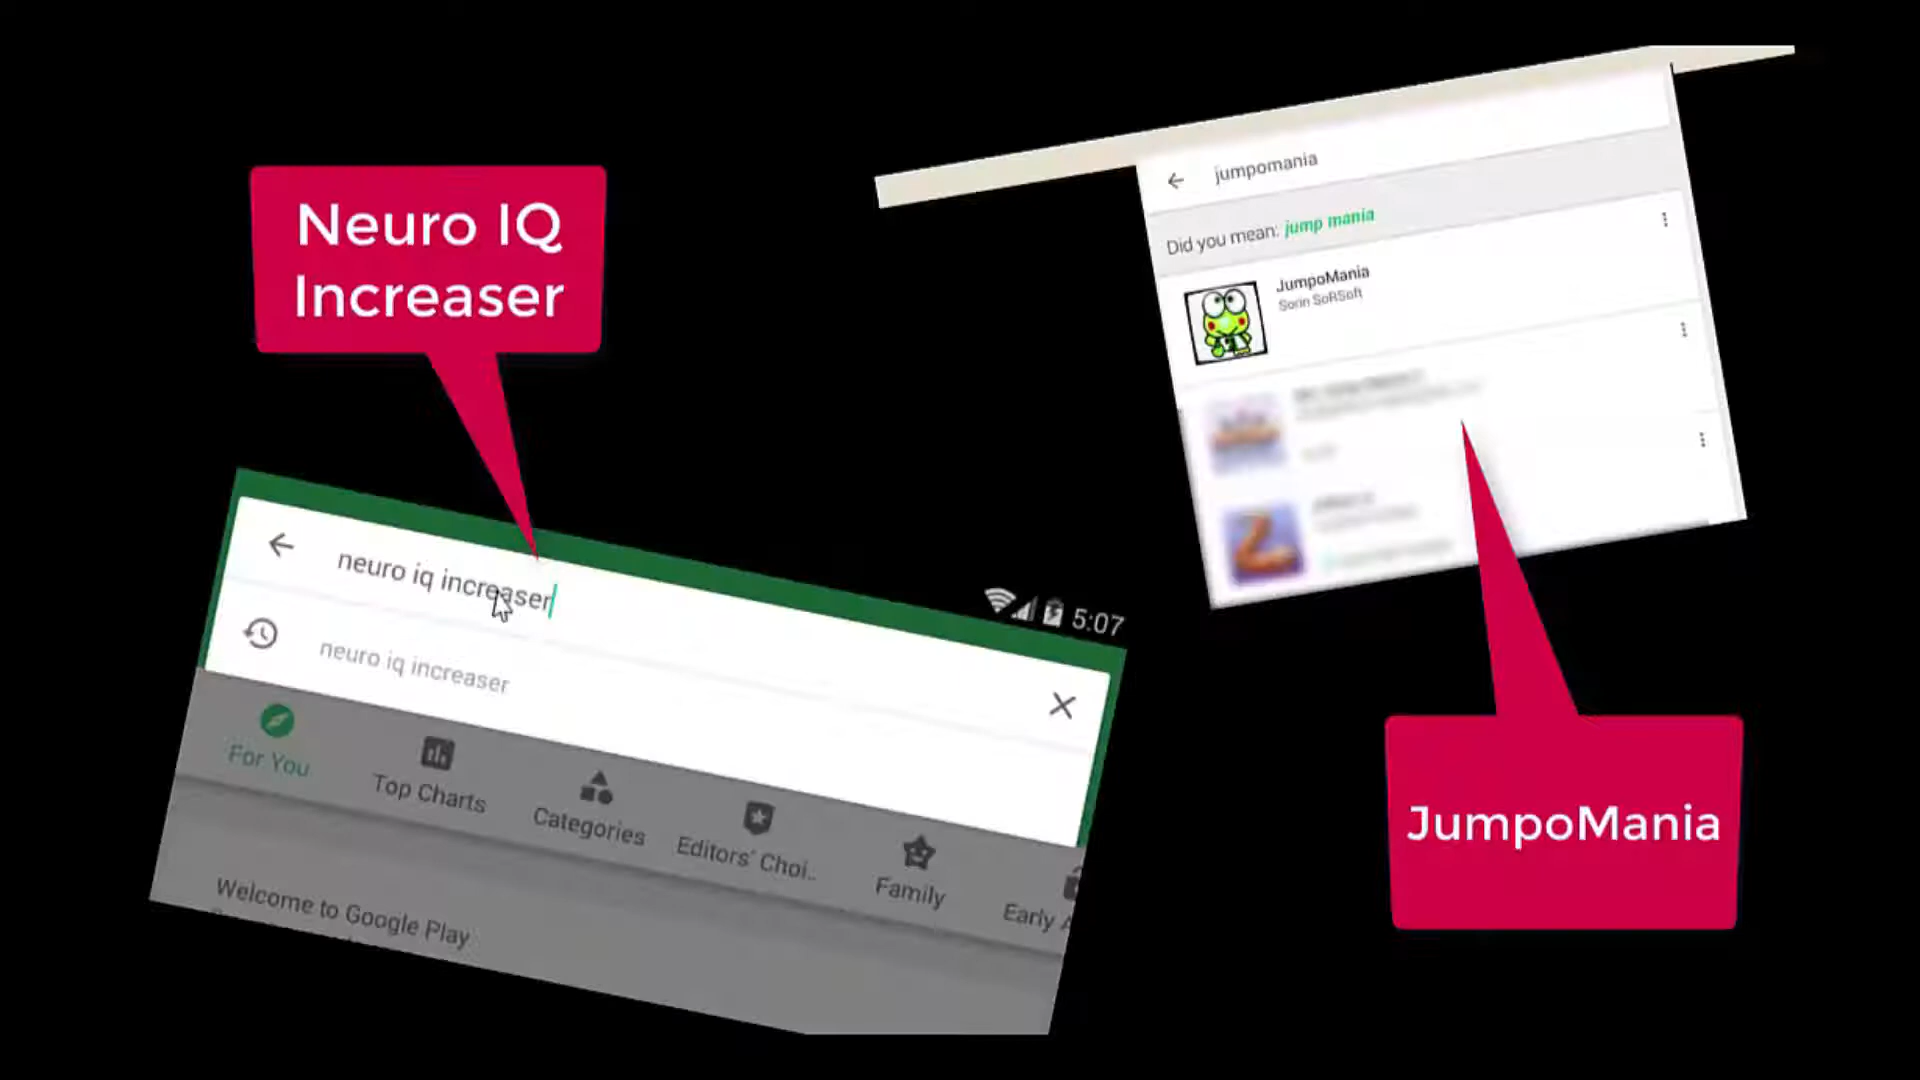 Neuro IQ
Increaser
jumpomania
Did you mean: jump mania
JumpoMania
Sorin SoRSoft
neuro iq increaser
5:07
neuro iq increaser
For You
Top Charts
Categories
Editors' Choi..
Family
Early A
Welcome to Google Play
JumpoMania